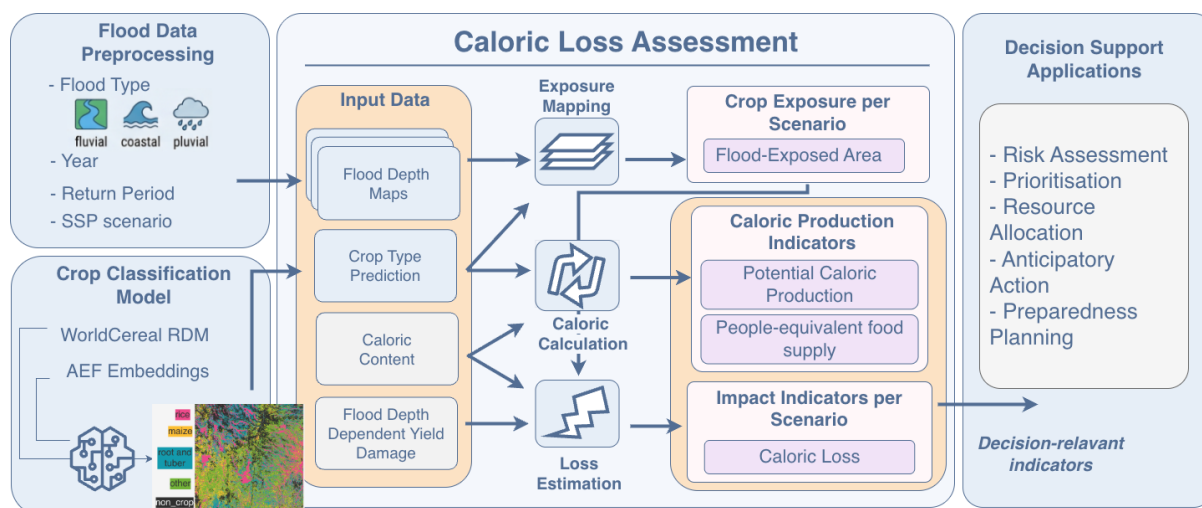 Flood Data
Preprocessing
- Flood Type
fluvial
coastal
pluvial
- Year
- Return Period
- SSP scenario
Crop Classification
Model
WorldCereal RDM
AEF Embeddings
rice
maize
root and
tuber
other
non_crop
Caloric Loss Assessment
Input Data
Flood Depth
Maps
Crop Type
Prediction
Caloric
Content
Flood Depth
Dependent Yield
Damage
Exposure
Mapping
Caloric
Calculation
Loss
Estimation
Crop Exposure per
Scenario
Flood-Exposed Area
Caloric Production
Indicators
Potential Caloric
Production
People-equivalent food
supply
Impact Indicators per
Scenario
Caloric Loss
Decision Support
Applications
- Risk Assessment
- Prioritisation
- Resource
Allocation
- Anticipatory
Action
- Preparedness
Planning
Decision-relavant
indicators